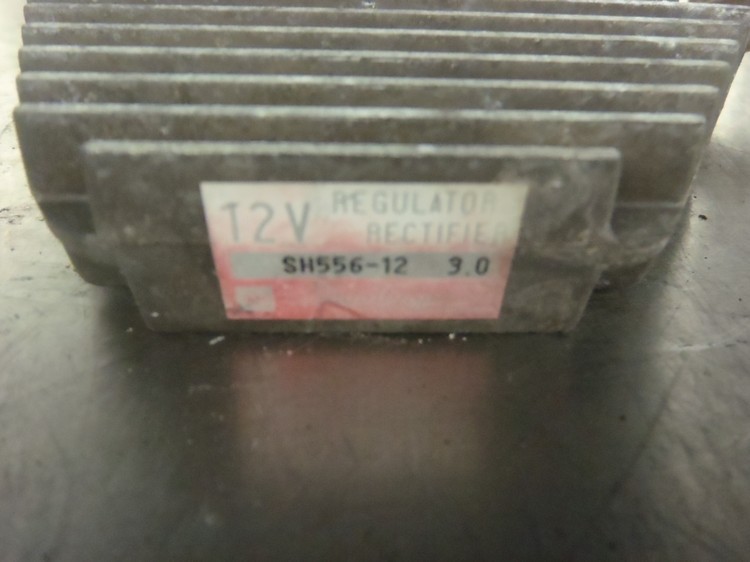 12V REGULATOR
RECTIFIER
SH556-12 3.0